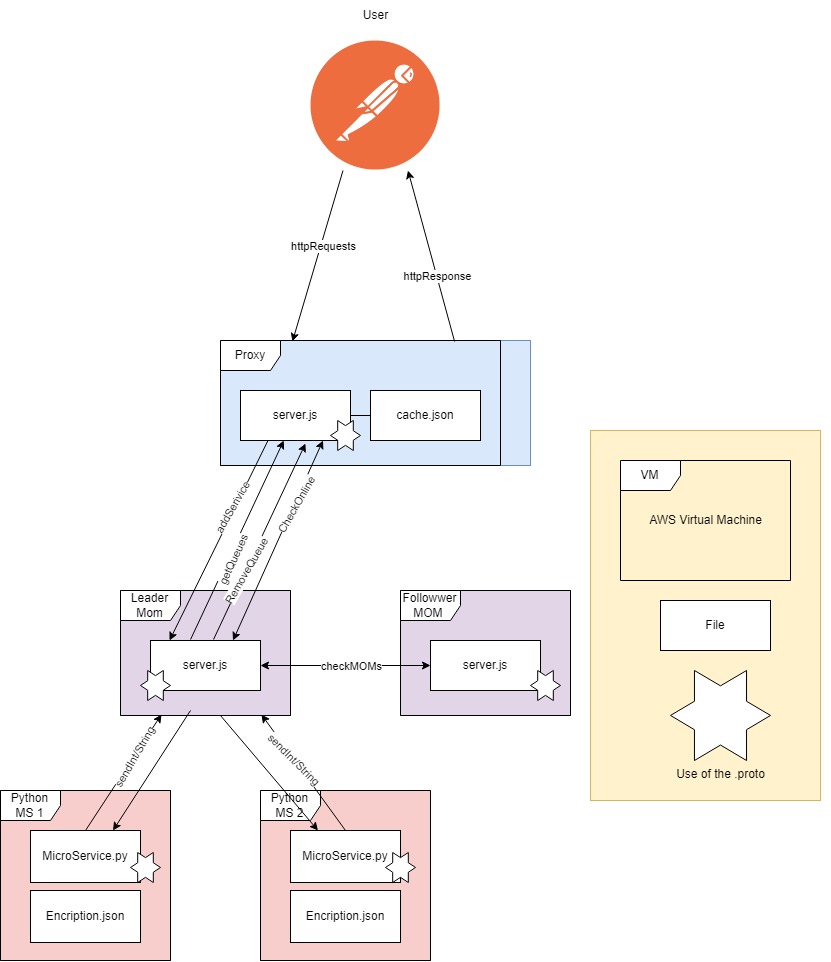 User
httpRequests
httpResponse
Proxy
server.js
cache.json
addSerivice
getQueues
RemoveQueue
CheckOnline
Leader
Mom
server.js
checkMOMs
Followwer
MOM
server.js
sendInt/String
sendInt/String
Python
MS 1
MicroService.py
Encription.json
Python
MS 2
MicroService.py
Encription.json
VM
AWS Virtual Machine
File
Use of the .proto